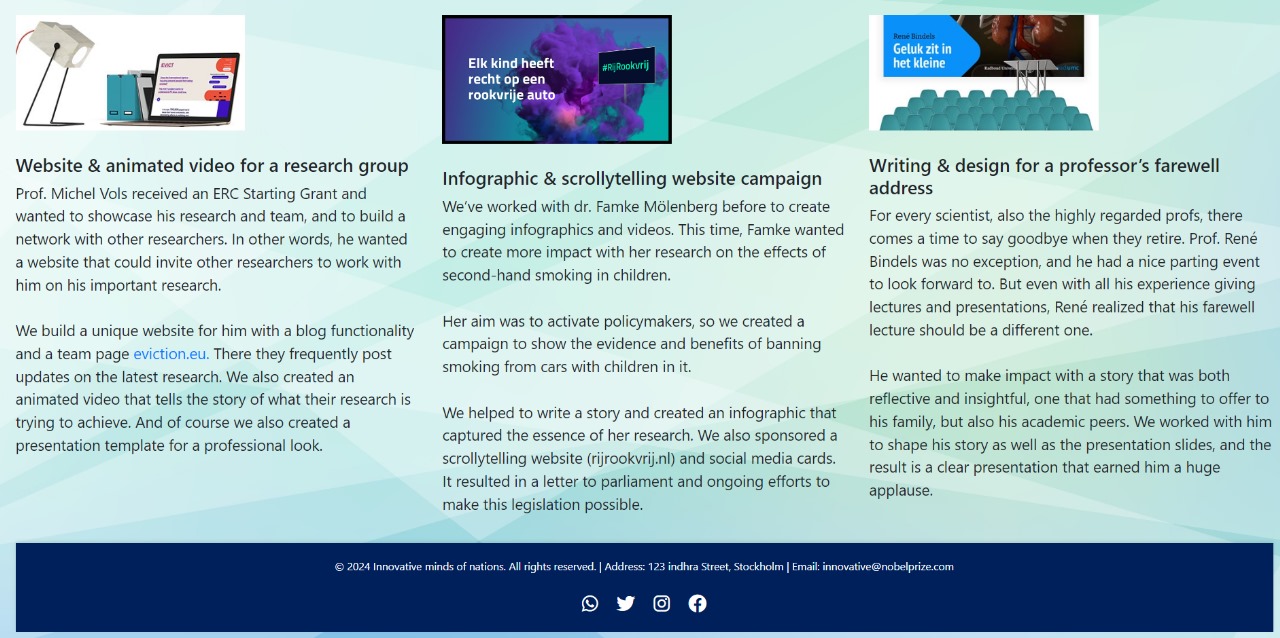 EVICT
Website & animated video for a research group
Prof. Michel Vols received an ERC Starting Grant and
wanted to showcase his research and team, and to build a
network with other researchers. In other words, he wanted
a website that could invite other researchers to work with
him on his important research.
We build a unique website for him with a blog functionality
and a team page eviction.eu. There they frequently post
updates on the latest research. We also created an
animated video that tells the story of what their research is
trying to achieve. And of course we also created a
presentation template for a professional look.
Elk kind heeft
recht op een
rookvrije auto
#RijRookvrij
Infographic & scrollytelling website campaign
We've worked with dr. Famke Mölenberg before to create
engaging infographics and videos. This time, Famke wanted
to create more impact with her research on the effects of
second-hand smoking in children.
Her aim was to activate policymakers, so we created a
campaign to show the evidence and benefits of banning
smoking from cars with children in it.
We helped to write a story and created an infographic that
captured the essence of her research. We also sponsored a
scrollytelling website (rijrookvrij.nl) and social media cards.
It resulted in a letter to parliament and ongoing efforts to
make this legislation possible.
René Bindels
Geluk zit in
het kleine
Writing & design for a professor's farewell
address
For every scientist, also the highly regarded profs, there
comes a time to say goodbye when they retire. Prof. René
Bindels was no exception, and he had a nice parting event
to look forward to. But even with all his experience giving
lectures and presentations, René realized that his farewell
lecture should be a different one.
He wanted to make impact with a story that was both
reflective and insightful, one that had something to offer to
his family, but also his academic peers. We worked with him
to shape his story as well as the presentation slides, and the
result is a clear presentation that earned him a huge
applause.
© 2024 Innovative minds of nations. All rights reserved. | Address: 123 indhra Street, Stockholm | Email: innovative@nobelprize.com